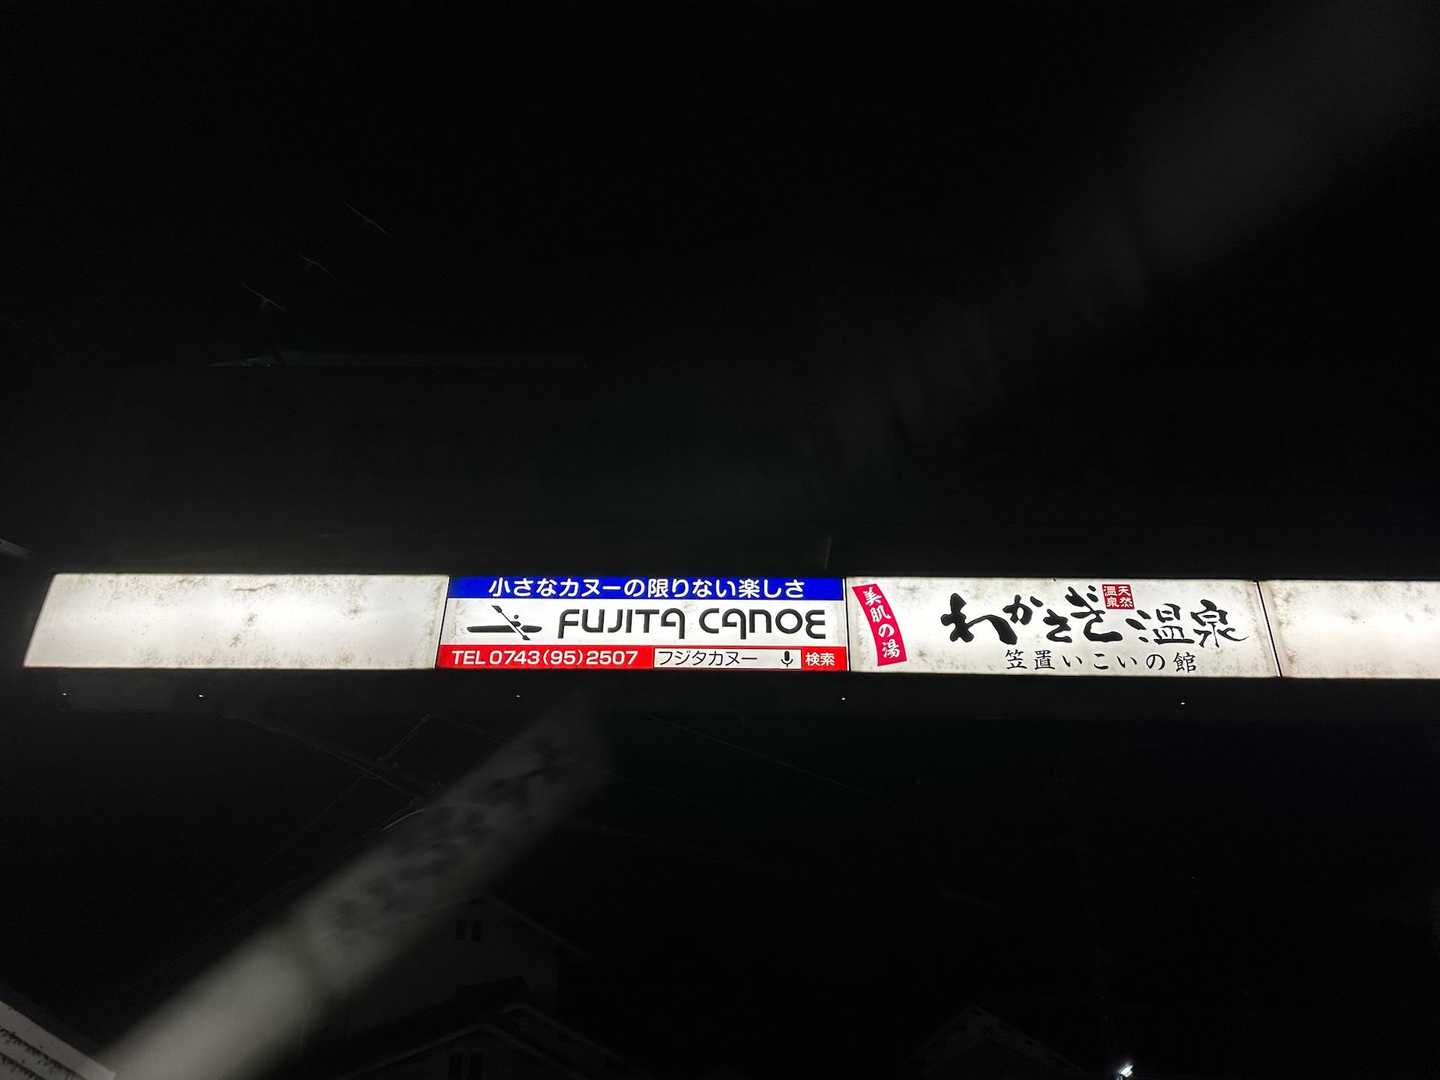 小さなカヌーの限りない楽しさ
FUJITA CANOE
TEL 0743(95)2507 フジタカヌー 検索
美肌の湯
わかさぎ温泉
天然温泉
笠置いこいの館